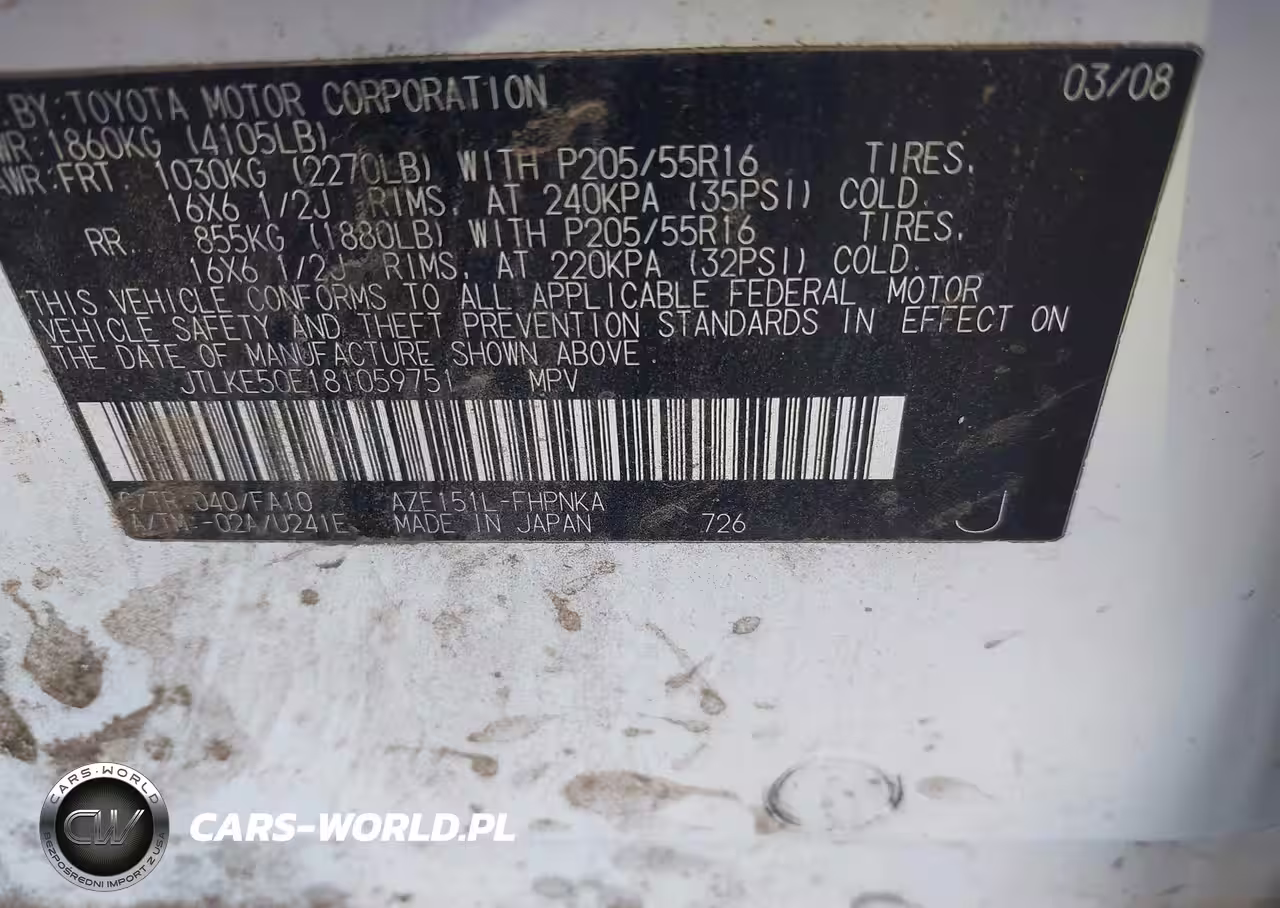 BY:TOYOTA MOTOR CORPORATION 03/08
WR:1860KG (4105LB)
AWR:FRT 1030KG (2270LB) WITH P205/55R16 TIRES.
16X6 1/2J RIMS. AT 240KPA (35PSI) COLD.
RR. 855KG (1880LB) WITH P205/55R16 TIRES.
16X6 1/2J RIMS. AT 220KPA (32PSI) COLD.
THIS VEHICLE CONFORMS TO ALL APPLICABLE FEDERAL MOTOR
VEHICLE SAFETY AND THEFT PREVENTION STANDARDS IN EFFECT ON
THE DATE OF MANUFACTURE SHOWN ABOVE.
JTLKE50E181059751 MPV
C/TR:040/FA10 AZE151L-FHPNKA
A/TM:-02A/U241E MADE IN JAPAN 726 J
CARS-WORLD
CW
BEZPOŚREDNI IMPORT Z USA
CARS-WORLD.PL